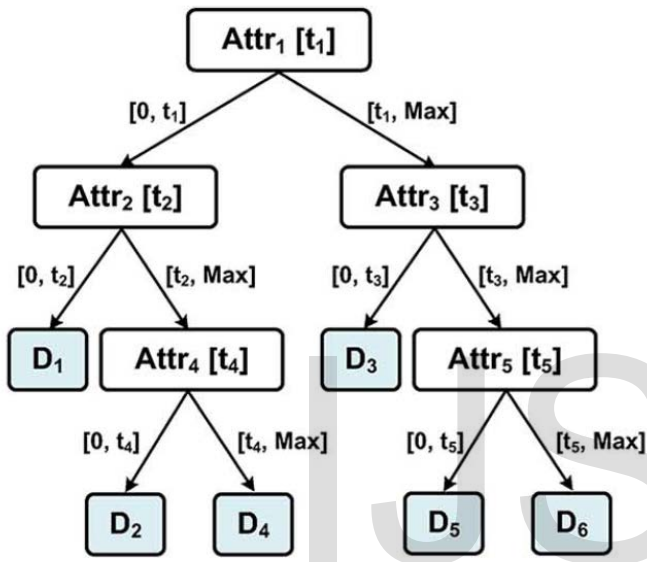 Attr₁ [t₁]
[0, t₁] [t₁, Max]
Attr₂ [t₂] Attr₃ [t₃]
[0, t₂] [t₂, Max] [0, t₃] [t₃, Max]
D₁ Attr₄ [t₄] D₃ Attr₅ [t₅]
[0, t₄] [t₄, Max] [0, t₅] [t₅, Max]
D₂ D₄ D₅ D₆
IJS